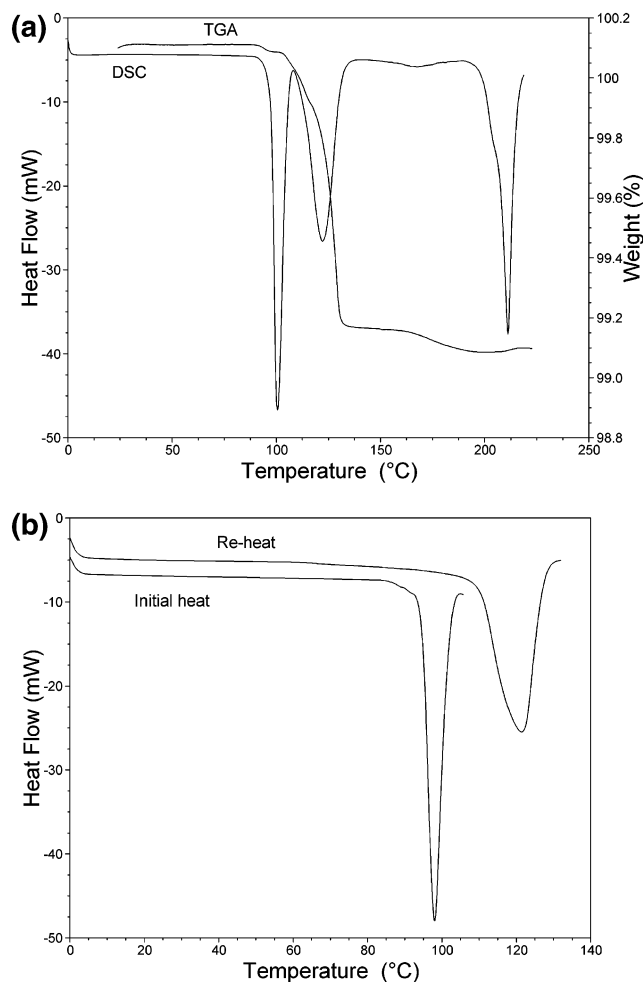 (a)
TGA
DSC
Heat Flow (mW)
0
-10
-20
-30
-40
-50
100.2
100
99.8
99.6
99.4
99.2
99.0
98.8
Weight (%)
0 50 100 150 200 250
Temperature (°C)
(b)
Re-heat
Initial heat
Heat Flow (mW)
0
-10
-20
-30
-40
-50
0 20 40 60 80 100 120 140
Temperature (°C)